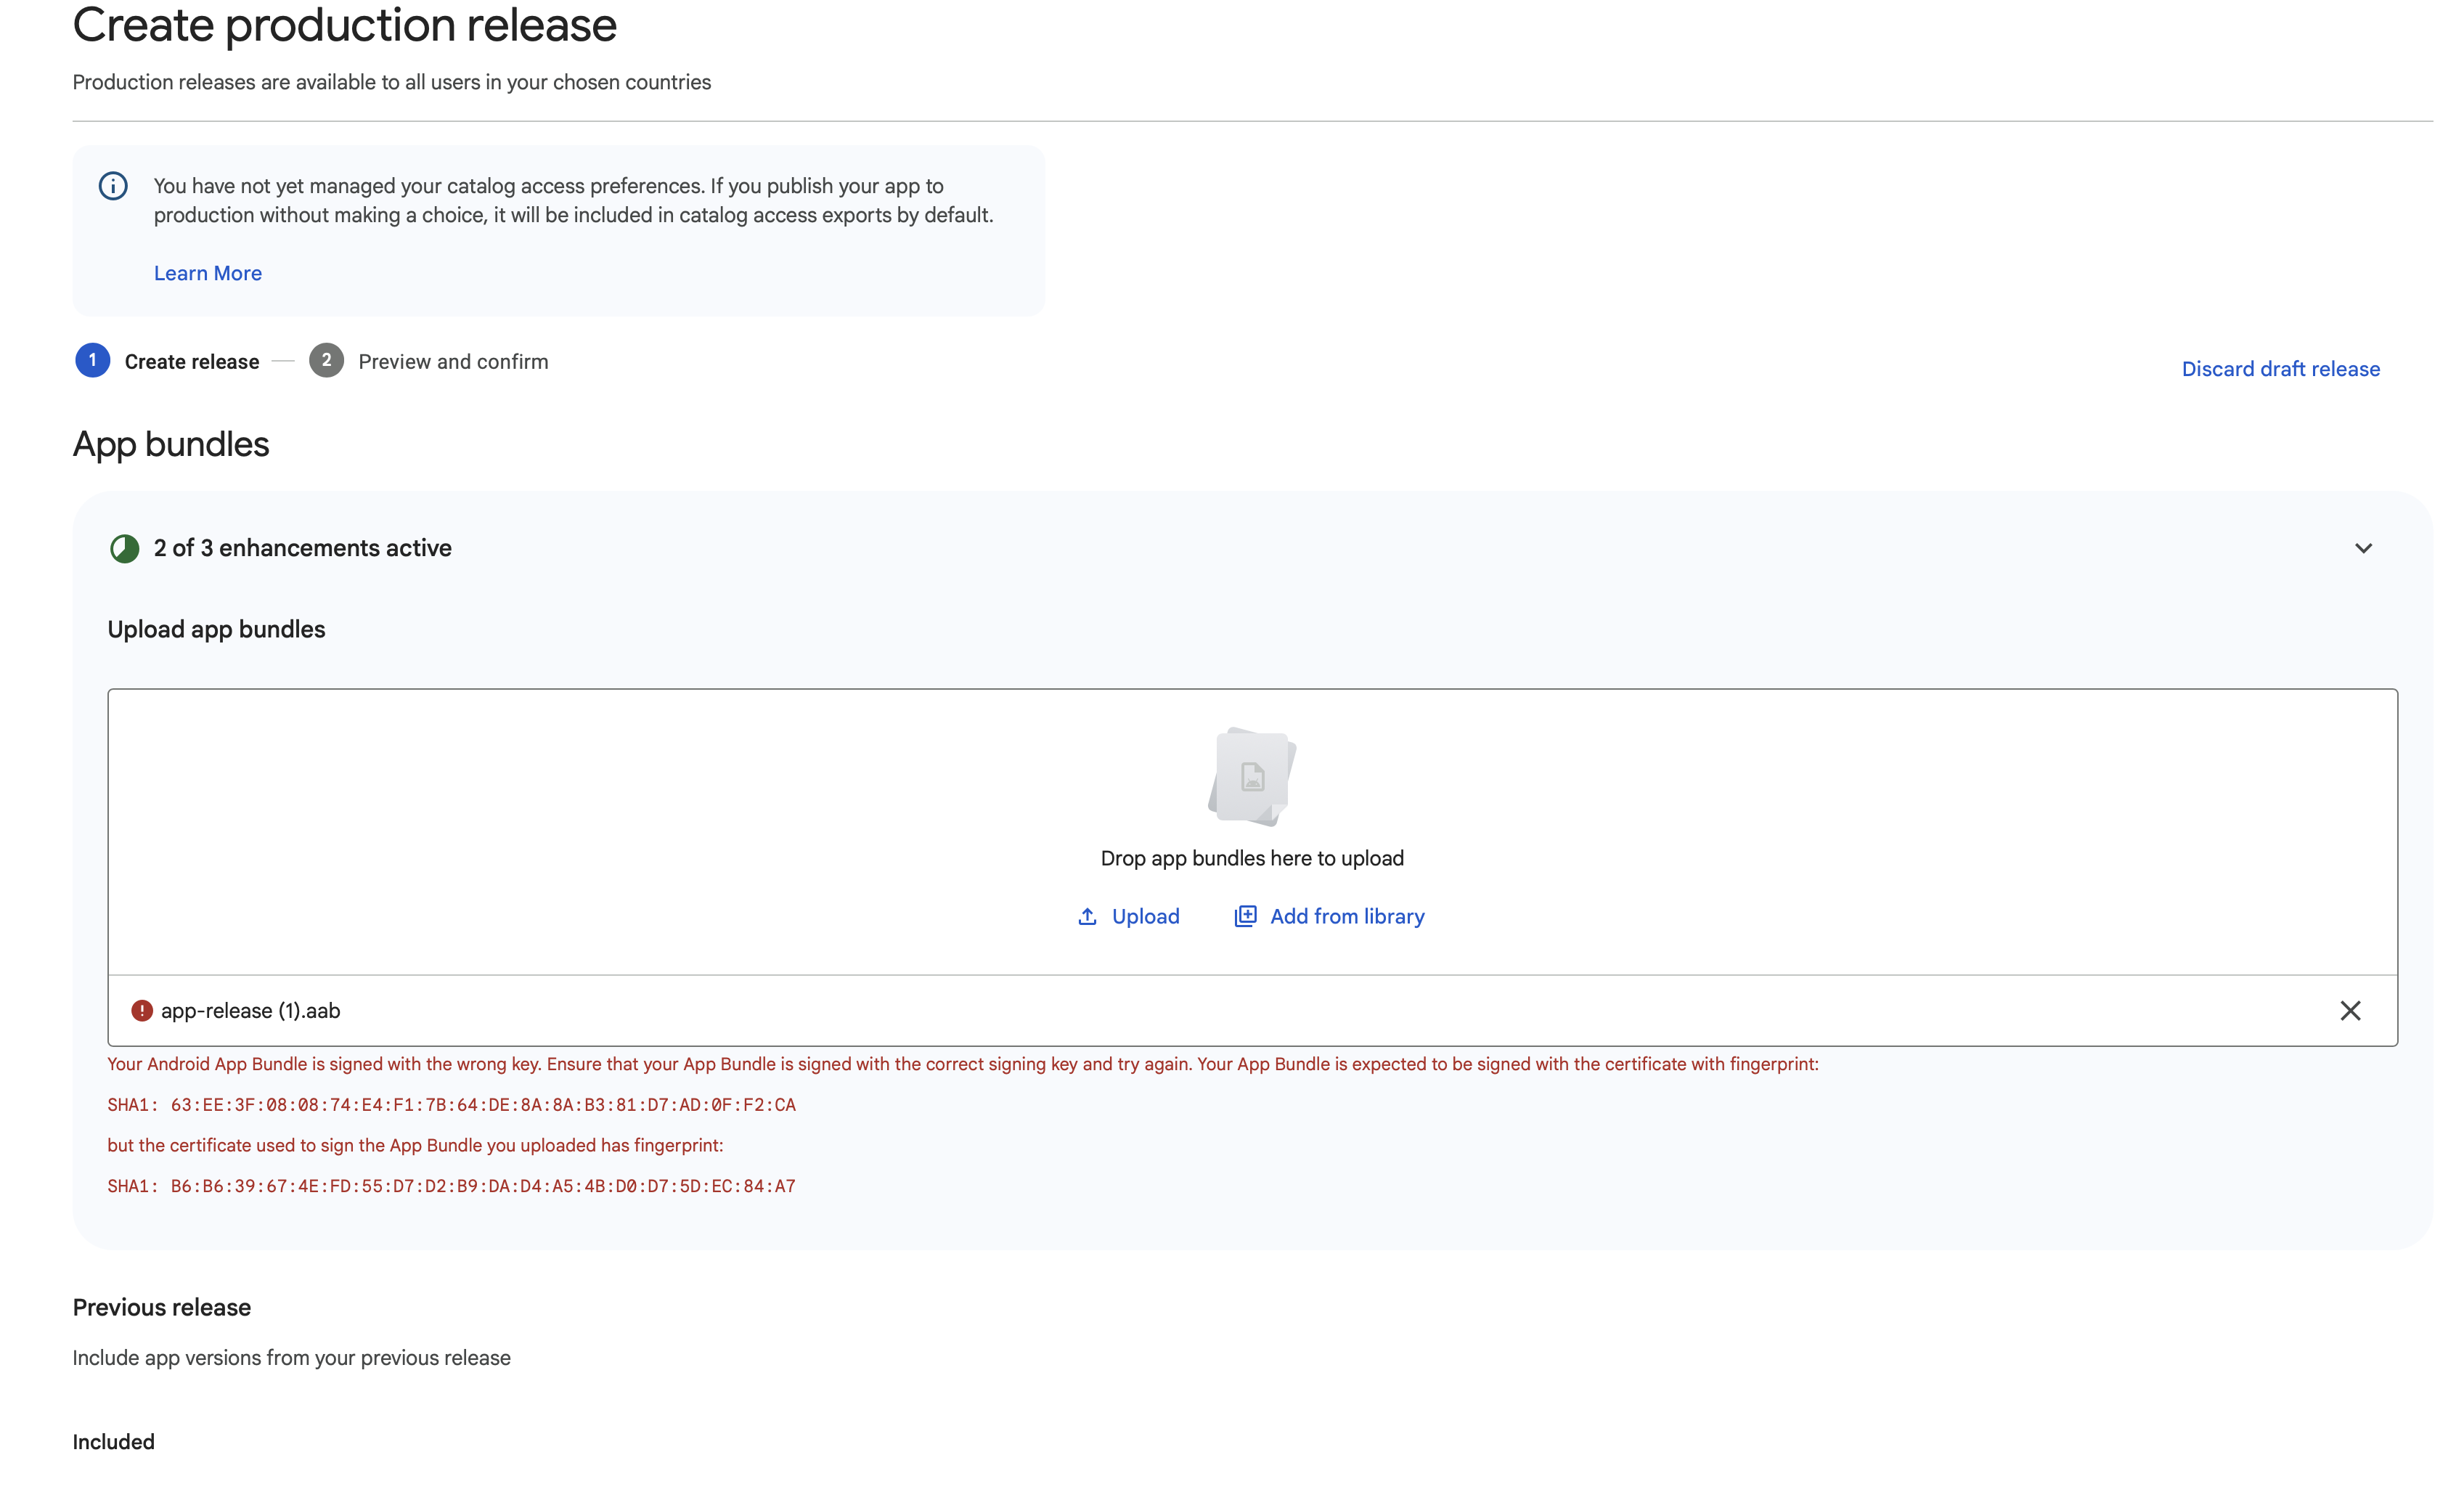 Create production release
Production releases are available to all users in your chosen countries
You have not yet managed your catalog access preferences. If you publish your app to
production without making a choice, it will be included in catalog access exports by default.
Learn More
1 Create release 2 Preview and confirm
Discard draft release
App bundles
2 of 3 enhancements active
Upload app bundles
Drop app bundles here to upload
Upload Add from library
app-release (1).aab
Your Android App Bundle is signed with the wrong key. Ensure that your App Bundle is signed with the correct signing key and try again. Your App Bundle is expected to be signed with the certificate with fingerprint:
SHA1: 63:EE:3F:08:08:74:E4:F1:7B:64:DE:8A:8A:B3:81:D7:AD:0F:F2:CA
but the certificate used to sign the App Bundle you uploaded has fingerprint:
SHA1: B6:B6:39:67:4E:FD:55:D7:D2:B9:DA:D4:A5:4B:D0:D7:5D:EC:84:A7
Previous release
Include app versions from your previous release
Included